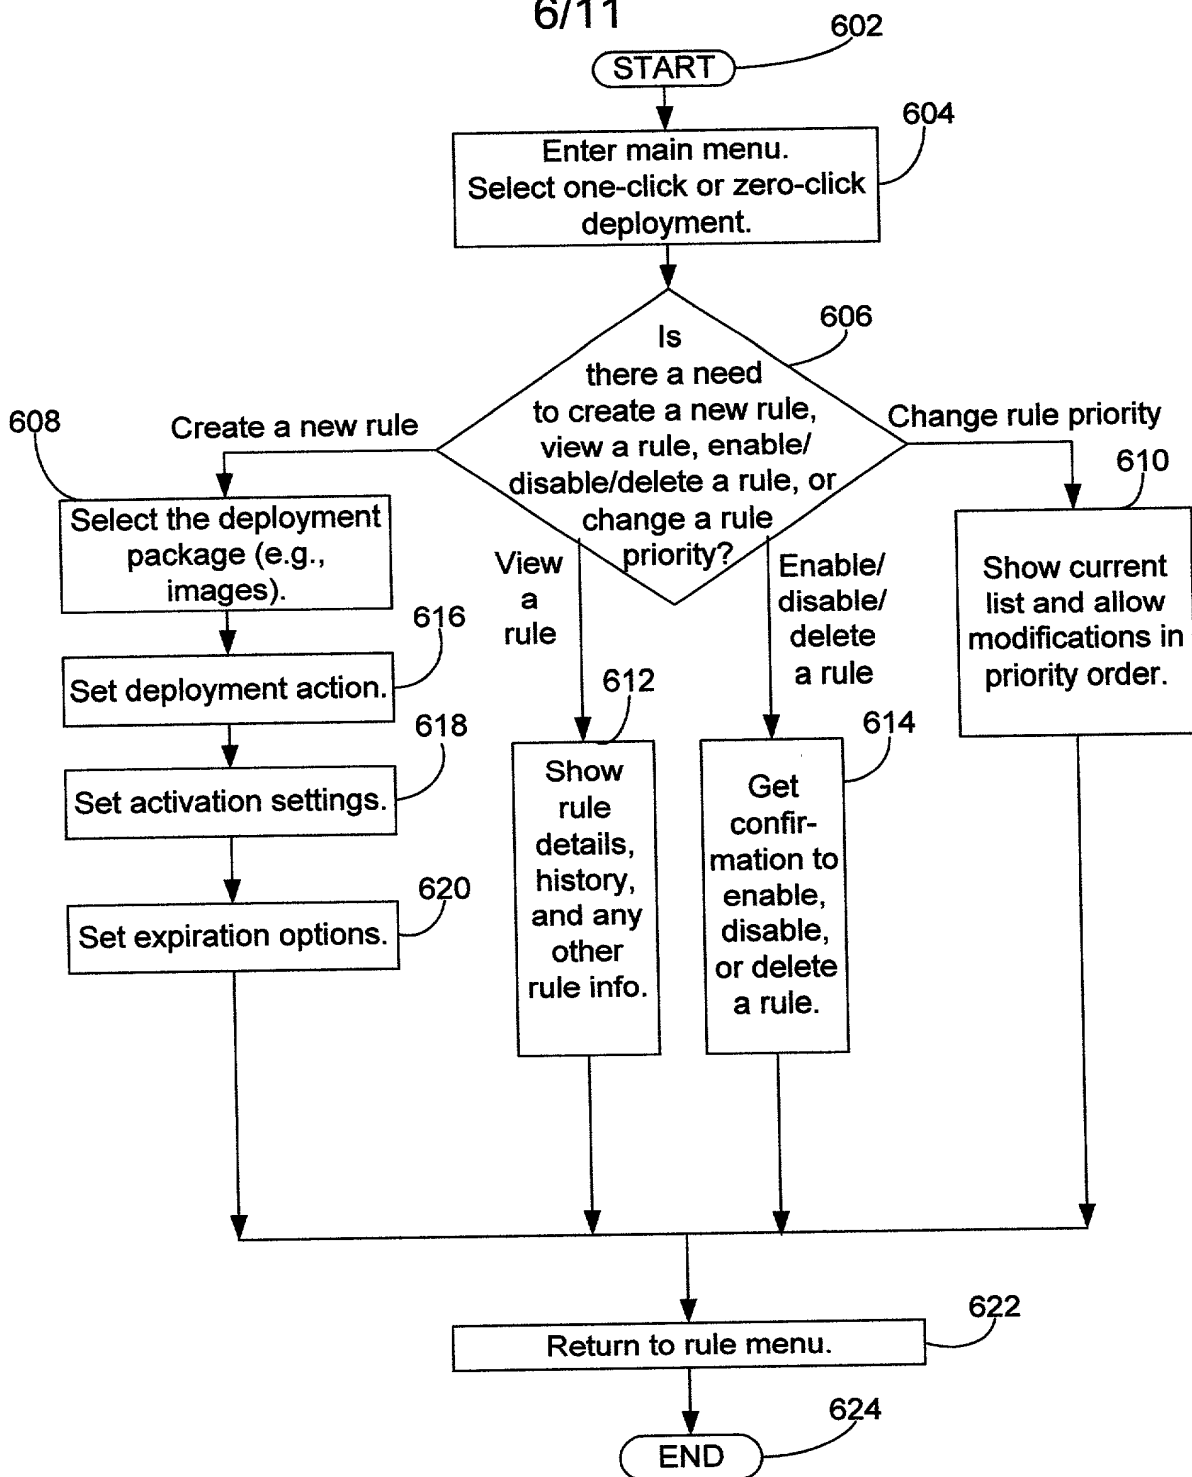 6/11
602
START
604
Enter main menu.
Select one-click or zero-click
deployment.
606
Is
there a need
to create a new rule,
view a rule, enable/
disable/delete a rule, or
change a rule
priority?
608
Create a new rule
Change rule priority
610
Select the deployment
package (e.g.,
images).
View
a
rule
Enable/
disable/
delete
a rule
Show current
list and allow
modifications in
priority order.
616
Set deployment action.
612
614
618
Set activation settings.
Show
rule
details,
history,
and any
other
rule info.
Get
confir-
mation to
enable,
disable,
or delete
a rule.
620
Set expiration options.
622
Return to rule menu.
624
END